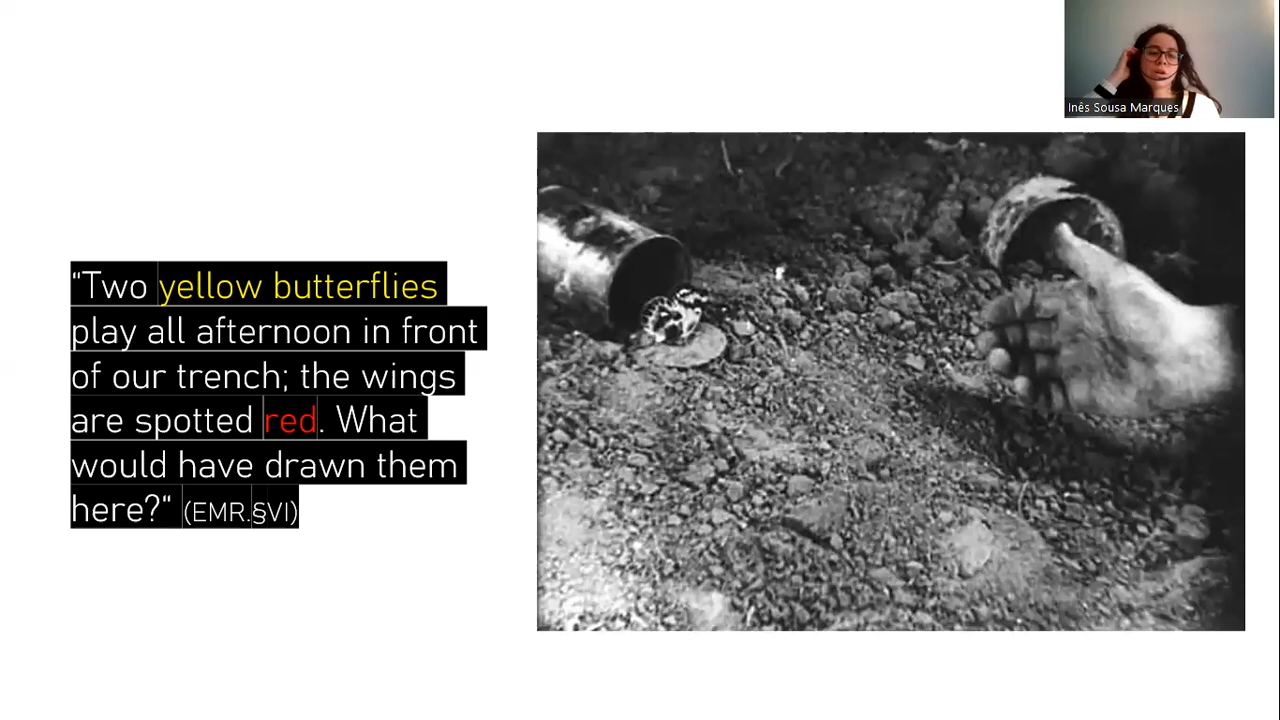 Inês Sousa Marques
“Two yellow butterflies
play all afternoon in front
of our trench; the wings
are spotted red. What
would have drawn them
here?“ (EMR.§VI)